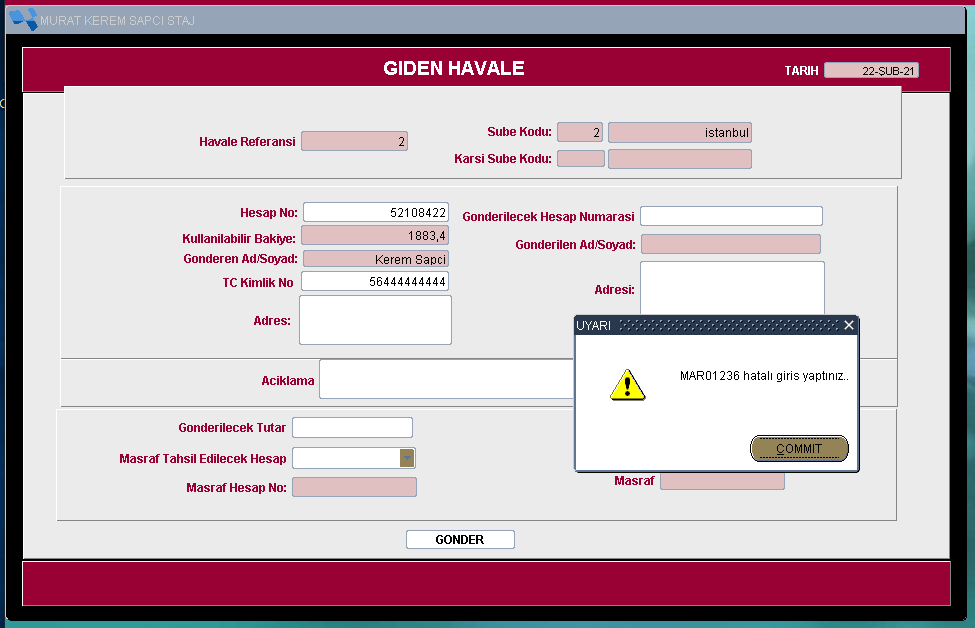 MURAT KEREM SAPCI STAJ
GIDEN HAVALE
TARIH 22-ŞUB-21
Havale Referansi 2
Sube Kodu: 2 istanbul
Karsi Sube Kodu:
Hesap No: 52108422
Gonderilecek Hesap Numarasi
Kullanilabilir Bakiye: 1883,4
Gonderilen Ad/Soyad:
Gonderen Ad/Soyad: Kerem Sapci
TC Kimlik No 56444444444
Adresi:
Adres:
UYARI
MAR01236 hatalı giris yaptınız..
COMMIT
Aciklama
Gonderilecek Tutar
Masraf Tahsil Edilecek Hesap
Masraf Hesap No:
Masraf
GONDER